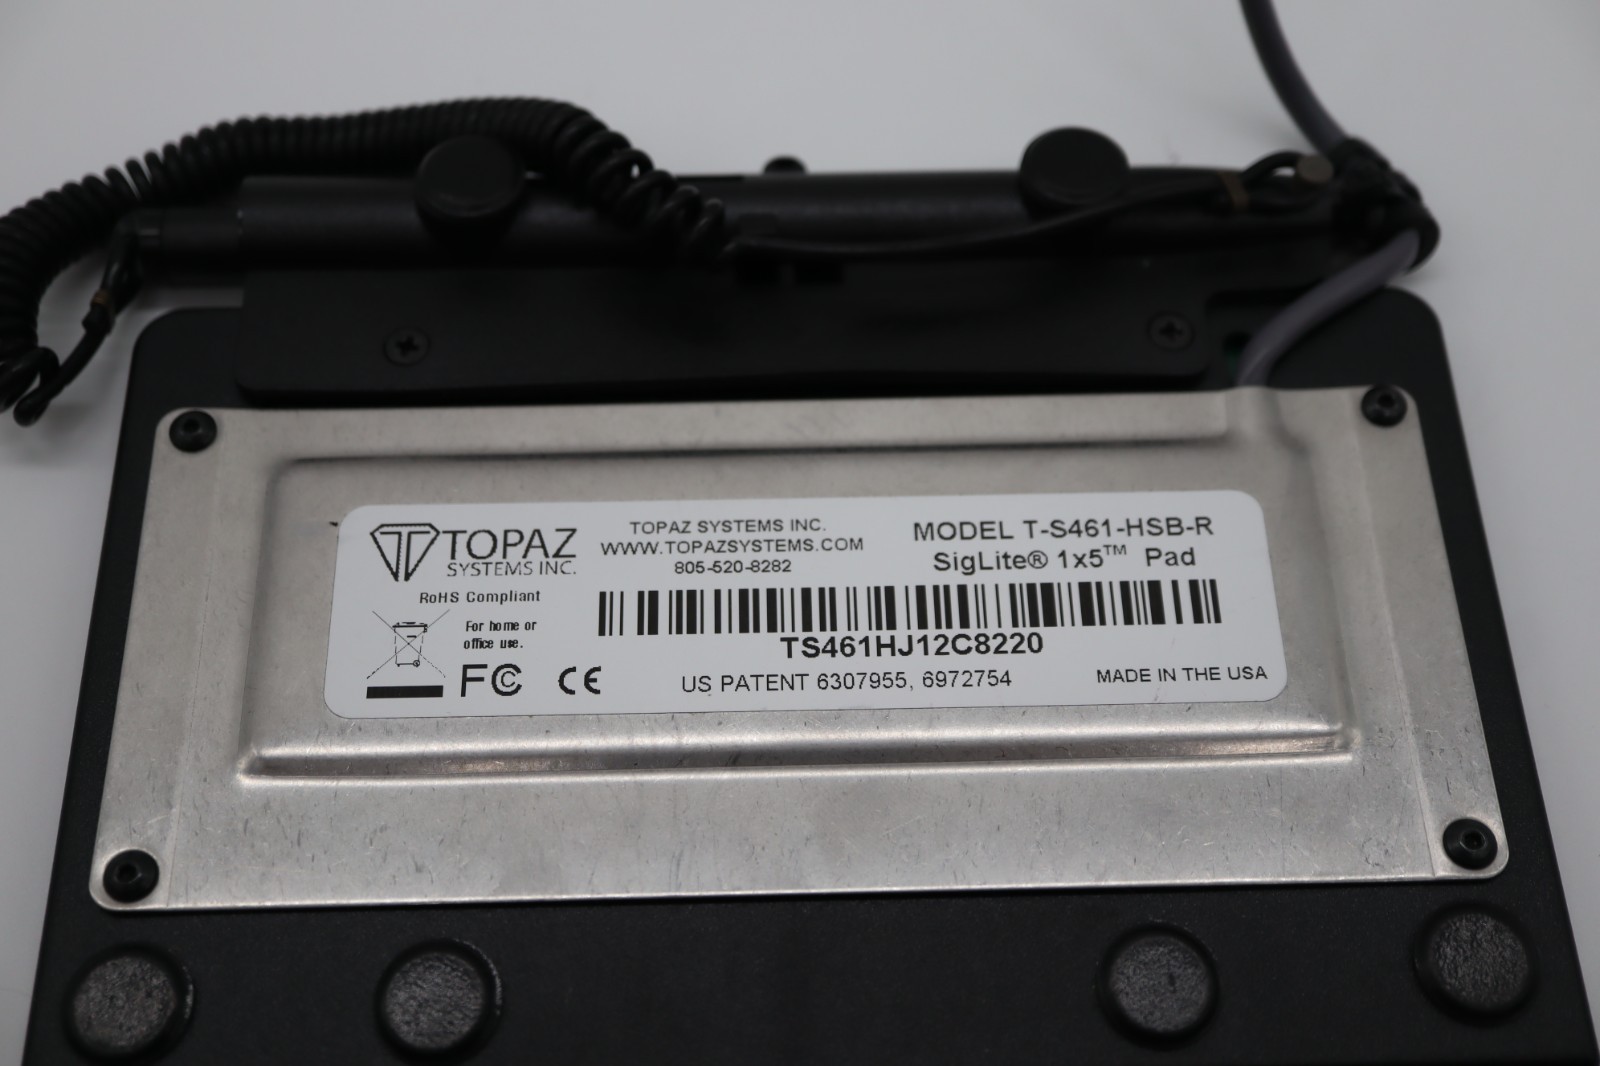 TOPAZ
SYSTEMS INC.
TOPAZ SYSTEMS INC.
WWW.TOPAZSYSTEMS.COM
805-520-8282
MODEL T-S461-HSB-R
SigLite® 1x5™ Pad
RoHS Compliant
For home or
office use.
FC CE
TS461HJ12C8220
US PATENT 6307955, 6972754
MADE IN THE USA